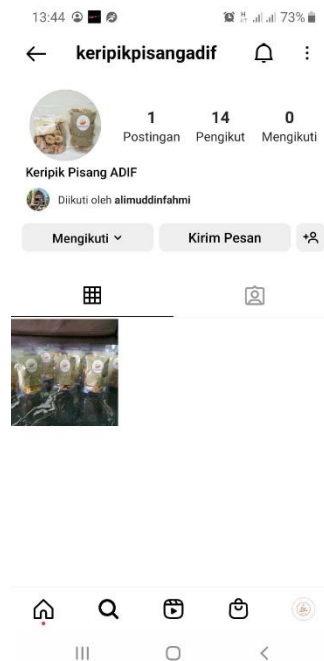 13:44 73%
keripikpisangadif
1 14 0
Postingan Pengikut Mengikuti
Keripik Pisang ADIF
Diikuti oleh alimuddinfahmi
Mengikuti Kirim Pesan